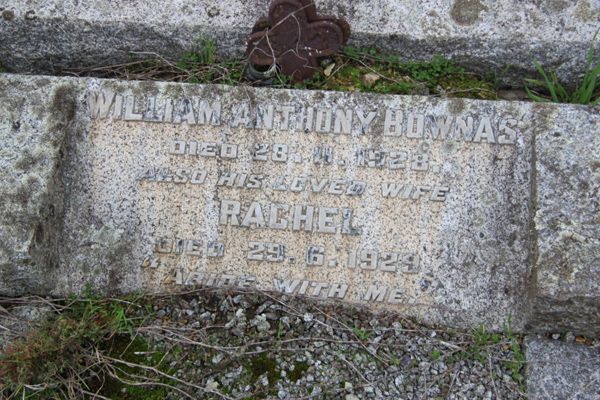 WILLIAM ANTHONY BOWNAS
DIED 28.11.1928.
ALSO HIS LOVED WIFE
RACHEL
DIED 29.6.1929
"ABIDE WITH ME."